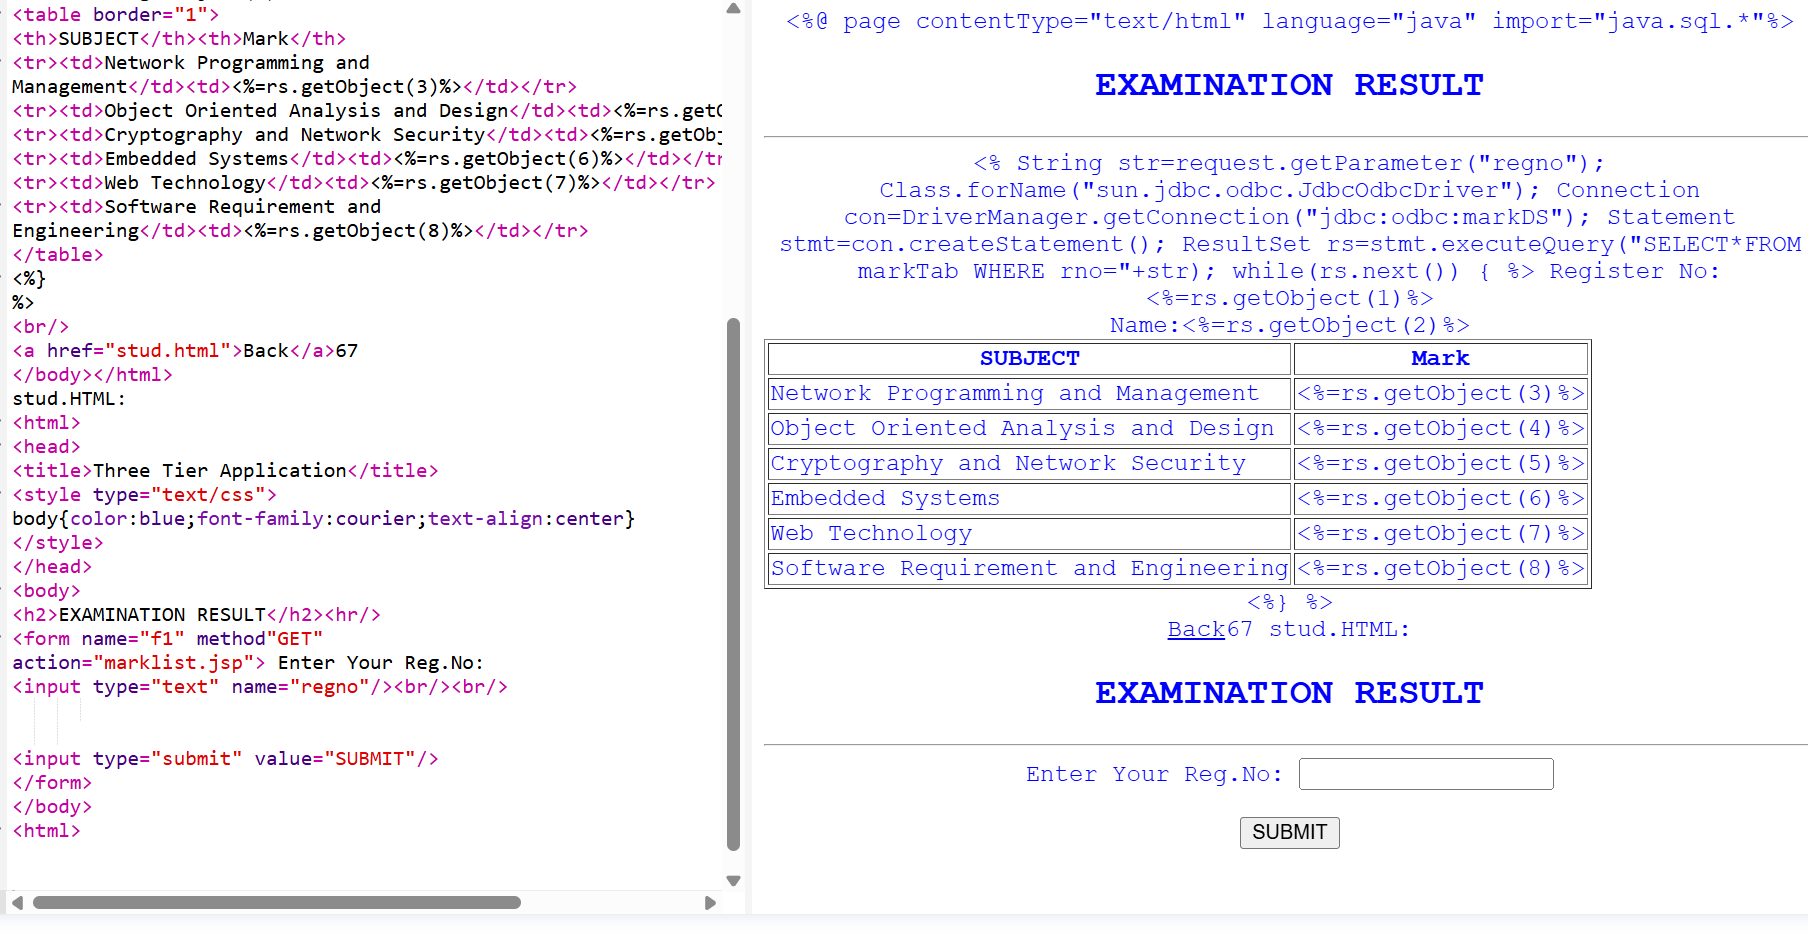 <table border="1">
<th>SUBJECT</th><th>Mark</th>
<tr><td>Network Programming and
Management</td><td><%=rs.getObject(3)%></td></tr>
<tr><td>Object Oriented Analysis and Design</td><td><%=rs.get
<tr><td>Cryptography and Network Security</td><td><%=rs.getOb
<tr><td>Embedded Systems</td><td><%=rs.getObject(6)%></td></tr
<tr><td>Web Technology</td><td><%=rs.getObject(7)%></td></tr>
<tr><td>Software Requirement and
Engineering</td><td><%=rs.getObject(8)%></td></tr>
</table>
<%}
%>
<br/>
<a href="stud.html">Back</a>67
</body></html>
stud.HTML:
<html>
<head>
<title>Three Tier Application</title>
<style type="text/css">
body{color:blue;font-family:courier;text-align:center}
</style>
</head>
<body>
<h2>EXAMINATION RESULT</h2><hr/>
<form name="f1" method"GET"
action="marklist.jsp"> Enter Your Reg.No:
<input type="text" name="regno"/><br/><br/>
<input type="submit" value="SUBMIT"/>
</form>
</body>
<html>
<%@ page contentType="text/html" language="java" import="java.sql.*"%>
EXAMINATION RESULT
<% String str=request.getParameter("regno");
Class.forName("sun.jdbc.odbc.JdbcOdbcDriver"); Connection
con=DriverManager.getConnection("jdbc:odbc:markDS"); Statement
stmt=con.createStatement(); ResultSet rs=stmt.executeQuery("SELECT*FROM
markTab WHERE rno="+str); while(rs.next()) { %> Register No:
<%=rs.getObject(1)%>
Name:<%=rs.getObject(2)%>
SUBJECT Mark
Network Programming and Management <%=rs.getObject(3)%>
Object Oriented Analysis and Design <%=rs.getObject(4)%>
Cryptography and Network Security <%=rs.getObject(5)%>
Embedded Systems <%=rs.getObject(6)%>
Web Technology <%=rs.getObject(7)%>
Software Requirement and Engineering <%=rs.getObject(8)%>
<%} %>
Back67 stud.HTML:
EXAMINATION RESULT
Enter Your Reg.No:
SUBMIT